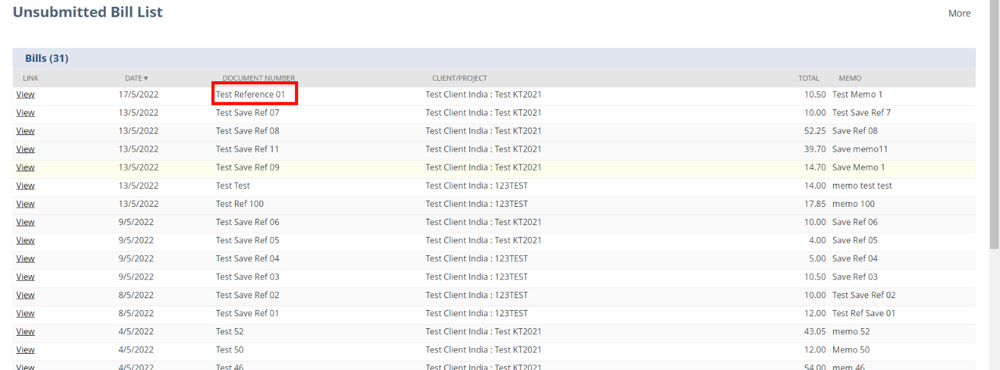 Unsubmitted Bill List
More
Bills (31)
LINK DATE▼ DOCUMENT NUMBER CLIENT/PROJECT TOTAL MEMO
View 17/5/2022 Test Reference 01 Test Client India : Test KT2021 10.50 Test Memo 1
View 13/5/2022 Test Save Ref 07 Test Client India : Test KT2021 10.00 Test Save Ref 7
View 13/5/2022 Test Save Ref 08 Test Client India : Test KT2021 52.25 Save Ref 08
View 13/5/2022 Test Save Ref 11 Test Client India : Test KT2021 39.70 Save memo11
View 13/5/2022 Test Save Ref 09 Test Client India : Test KT2021 14.70 Save Memo 1
View 13/5/2022 Test Test Test Client India : 123TEST 14.00 memo test test
View 13/5/2022 Test Ref 100 Test Client India : 123TEST 17.85 memo 100
View 9/5/2022 Test Save Ref 06 Test Client India : Test KT2021 10.00 Save Ref 06
View 9/5/2022 Test Save Ref 05 Test Client India : Test KT2021 4.00 Save Ref 05
View 9/5/2022 Test Save Ref 04 Test Client India : 123TEST 5.00 Save Ref 04
View 9/5/2022 Test Save Ref 03 Test Client India : 123TEST 10.50 Save Ref 03
View 8/5/2022 Test Save Ref 02 Test Client India : 123TEST 10.00 Test Save Ref 02
View 8/5/2022 Test Save Ref 01 Test Client India : 123TEST 12.00 Test Ref Save 01
View 4/5/2022 Test 52 Test Client India : Test KT2021 43.05 memo 52
View 4/5/2022 Test 50 Test Client India : Test KT2021 12.00 Memo 50
View 4/5/2022 Test 46 Test Client India : Test KT2021 54.00 mem 46